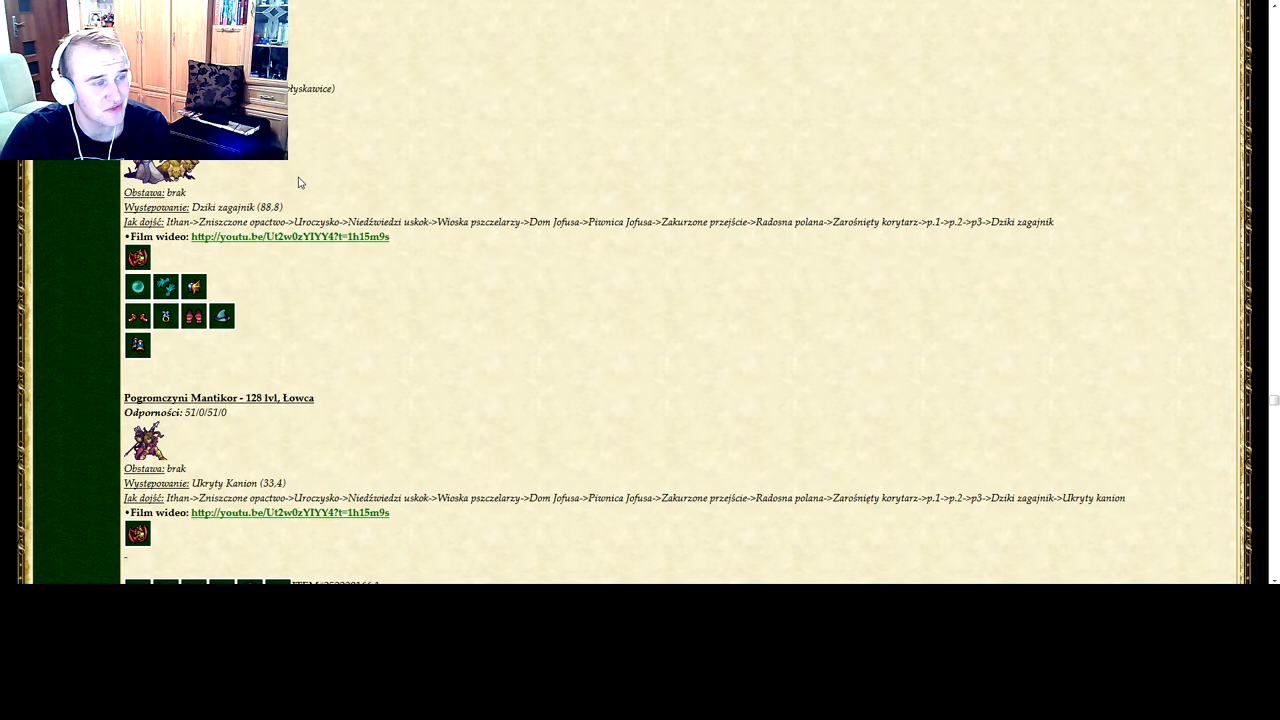 łyskawice)
Obstawa: brak
Występowanie: Dziki zagajnik (88,8)
Jak dojść: Ithan->Zniszczone opactwo->Uroczysko->Niedźwiedzi uskok->Wioska pszczelarzy->Dom Jofusa->Piwnica Jofusa->Zakurzone przejście->Radosna polana->Zarośnięty korytarz->p.1->p.2->p3->Dziki zagajnik
•Film wideo: http://youtu.be/Ut2w0zYIYY4?t=1h15m9s
Pogromczyni Mantikor - 128 lvl, Łowca
Odporności: 51/0/51/0
Obstawa: brak
Występowanie: Ukryty Kanion (33,4)
Jak dojść: Ithan->Zniszczone opactwo->Uroczysko->Niedźwiedzi uskok->Wioska pszczelarzy->Dom Jofusa->Piwnica Jofusa->Zakurzone przejście->Radosna polana->Zarośnięty korytarz->p.1->p.2->p3->Dziki zagajnik->Ukryty kanion
•Film wideo: http://youtu.be/Ut2w0zYIYY4?t=1h15m9s
-